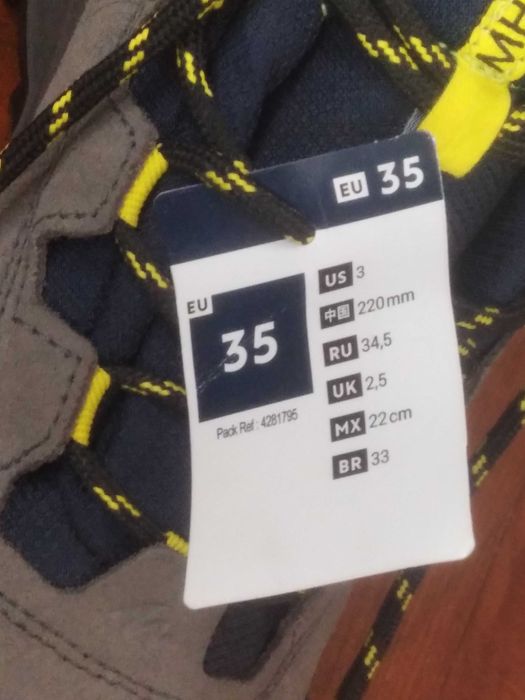 MH
EU 35
EU
35
Pack Ref : 4281795
US 3
中国 220mm
RU 34,5
UK 2,5
MX 22cm
BR 33